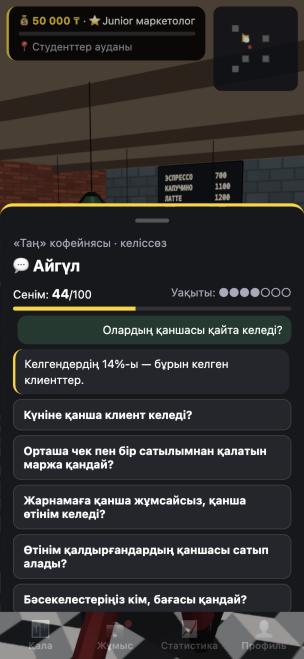 💰 50 000 ₸ · ⭐ Junior маркетолог
📍 Студенттер ауданы
ЭСПРЕССО 700
КАПУЧИНО 1100
ЛАТТЕ 1200
«Таң» кофейнясы · келіссөз
💬 Айгүл
Сенім: 44/100
Уақыты: ●●●●○○○
Олардың қаншасы қайта келеді?
Келгендердің 14%-ы — бұрын келген
клиенттер.
Күніне қанша клиент келеді?
Орташа чек пен бір сатылымнан қалатын
маржа қандай?
Жарнамаға қанша жұмсайсыз, қанша
өтінім келеді?
Өтінім қалдырғандардың қаншасы сатып
алады?
Бәсекелестеріңіз кім, бағасы қандай?
Қала
Жұмыс
Статистика
Профиль